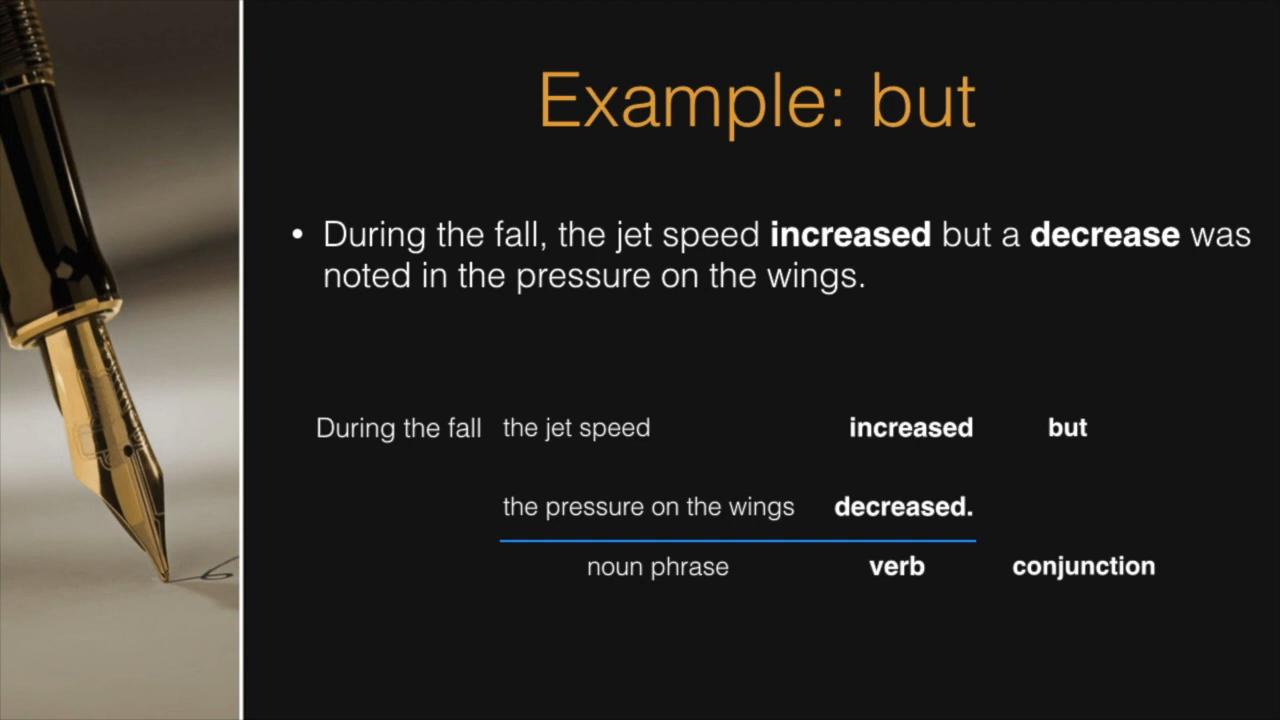 Example: but
• During the fall, the jet speed increased but a decrease was
noted in the pressure on the wings.
During the fall the jet speed increased but
the pressure on the wings decreased.
noun phrase verb conjunction